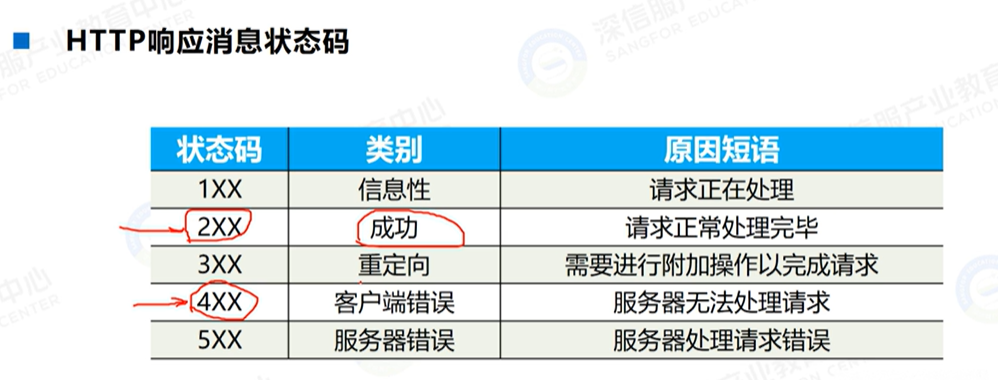 HTTP响应消息状态码
深信服产业教育中心
SANGFOR EDUCATION CENTER
状态码 类别 原因短语
1XX 信息性 请求正在处理
2XX 成功 请求正常处理完毕
3XX 重定向 需要进行附加操作以完成请求
4XX 客户端错误 服务器无法处理请求
5XX 服务器错误 服务器处理请求错误